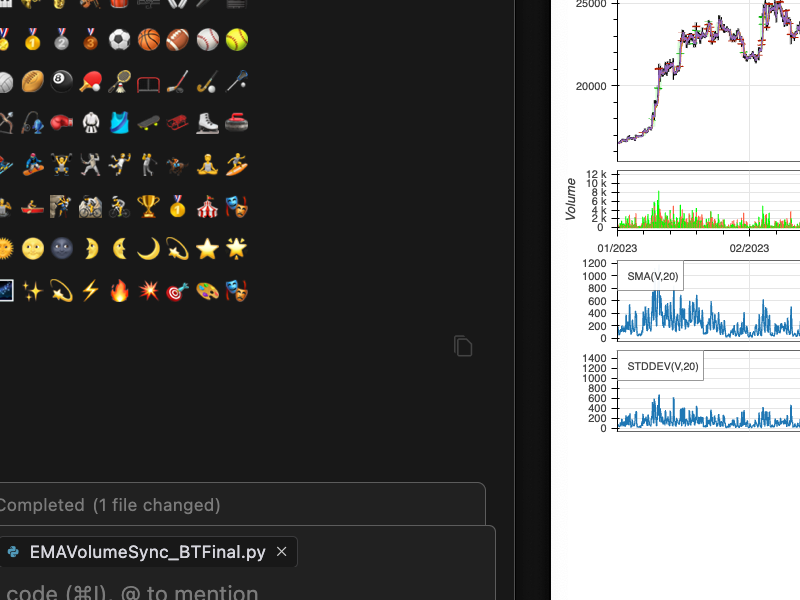 Completed (1 file changed)
EMAVolumeSync_BTFinal.py ×
code (⌘I), @ to mention
25000
20000
12 k
10 k
8 k
6 k
4 k
2 k
0
Volume
01/2023
02/2023
1200
1000
800
600
400
200
0
SMA(V,20)
1400
1200
1000
800
600
400
200
0
STDDEV(V,20)